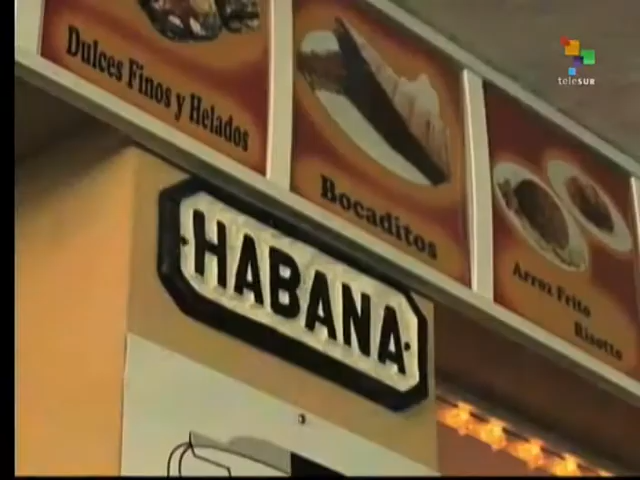 teleSUR
Dulces Finos y Helados
Bocaditos
Arroz Frito
Risotto
·HABANA·